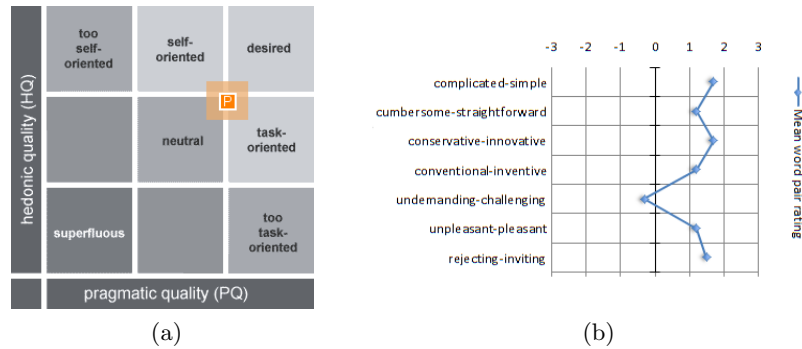 too
self-
oriented
self-
oriented
desired
P
neutral
task-
oriented
superfluous
too
task-
oriented
hedonic quality (HQ)
pragmatic quality (PQ)
(a)
-3 -2 -1 0 1 2 3
complicated-simple
cumbersome-straightforward
conservative-innovative
conventional-inventive
undemanding-challenging
unpleasant-pleasant
rejecting-inviting
Mean word pair rating
(b)